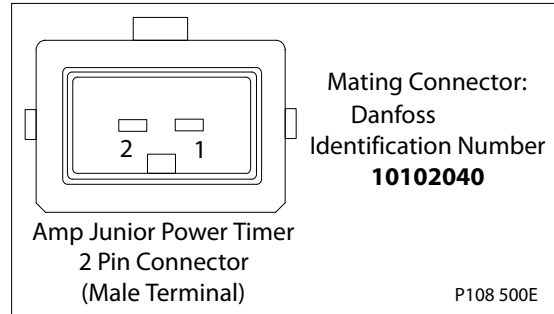 2 1
Amp Junior Power Timer
2 Pin Connector
(Male Terminal)
Mating Connector:
Danfoss
Identification Number
10102040
P108 500E